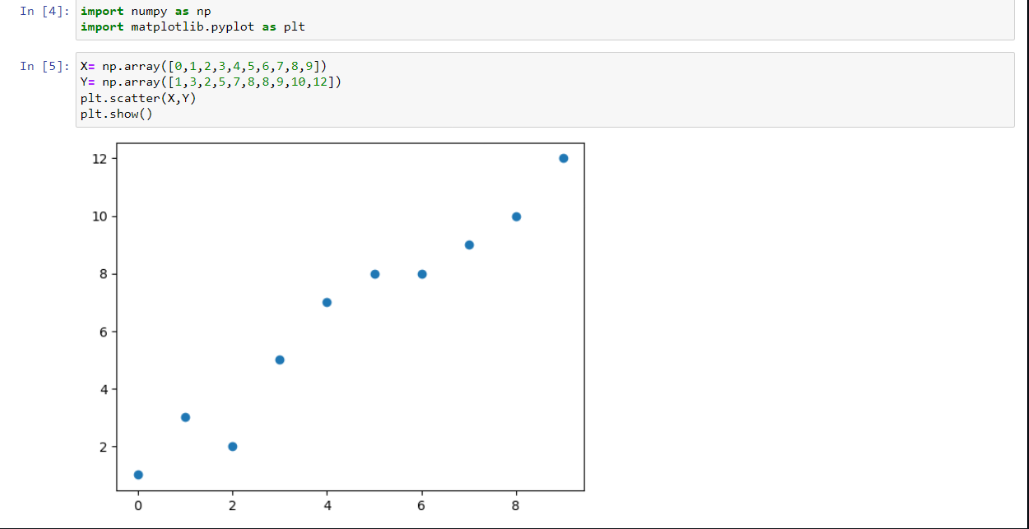 In [4]: import numpy as np
import matplotlib.pyplot as plt
In [5]: X= np.array([0,1,2,3,4,5,6,7,8,9])
Y= np.array([1,3,2,5,7,8,8,9,10,12])
plt.scatter(X,Y)
plt.show()
12
10
8
6
4
2
0 2 4 6 8